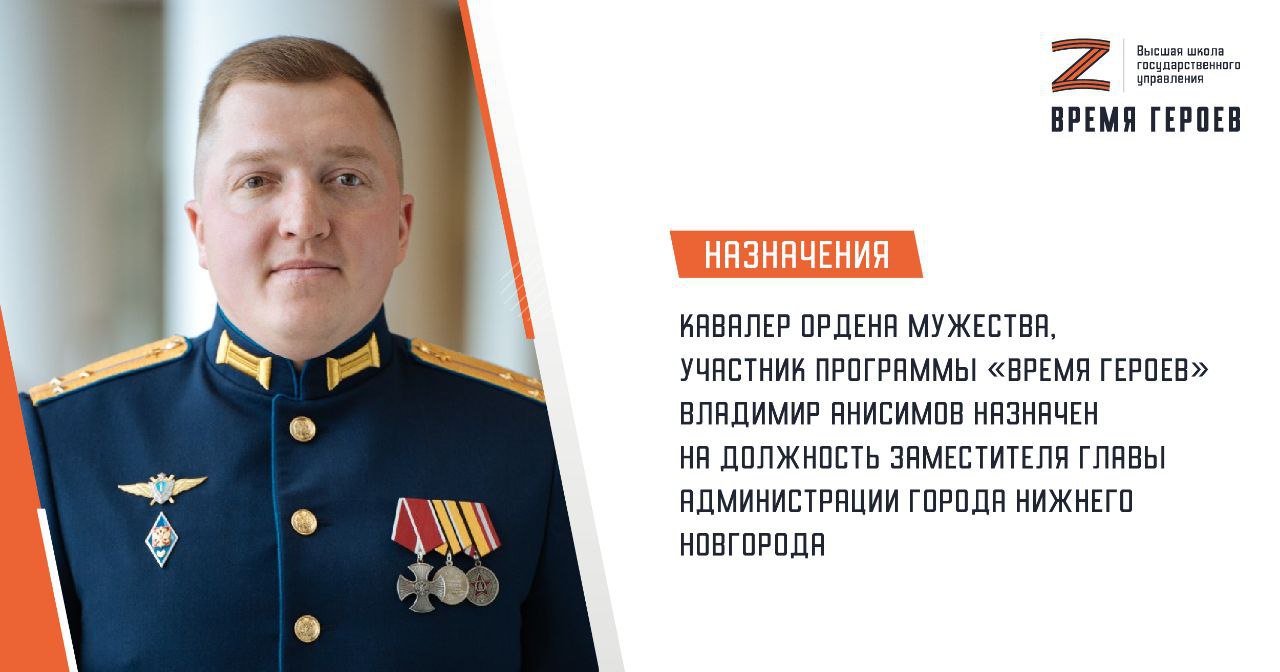 Z
Высшая школа
государственного
управления
ВРЕМЯ ГЕРОЕВ
НАЗНАЧЕНИЯ
КАВАЛЕР ОРДЕНА МУЖЕСТВА,
УЧАСТНИК ПРОГРАММЫ «ВРЕМЯ ГЕРОЕВ»
ВЛАДИМИР АНИСИМОВ НАЗНАЧЕН
НА ДОЛЖНОСТЬ ЗАМЕСТИТЕЛЯ ГЛАВЫ
АДМИНИСТРАЦИИ ГОРОДА НИЖНЕГО
НОВГОРОДА